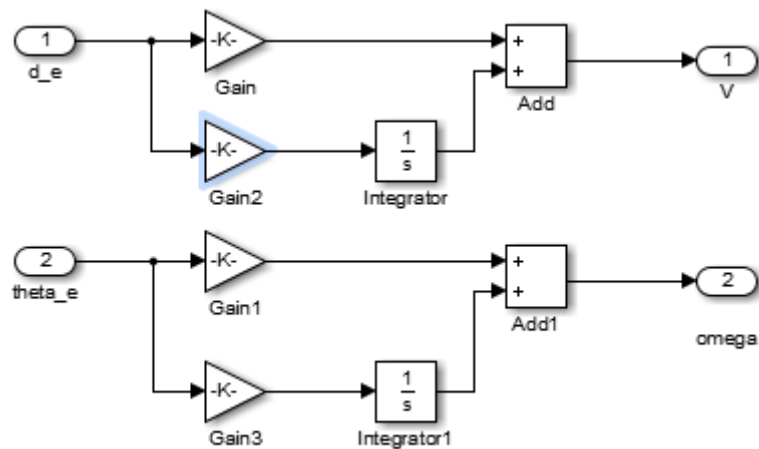 1
d_e
-K-
Gain
+
+
Add
1
V
-K-
Gain2
1
s
Integrator
2
theta_e
-K-
Gain1
+
+
Add1
2
omega
-K-
Gain3
1
s
Integrator1